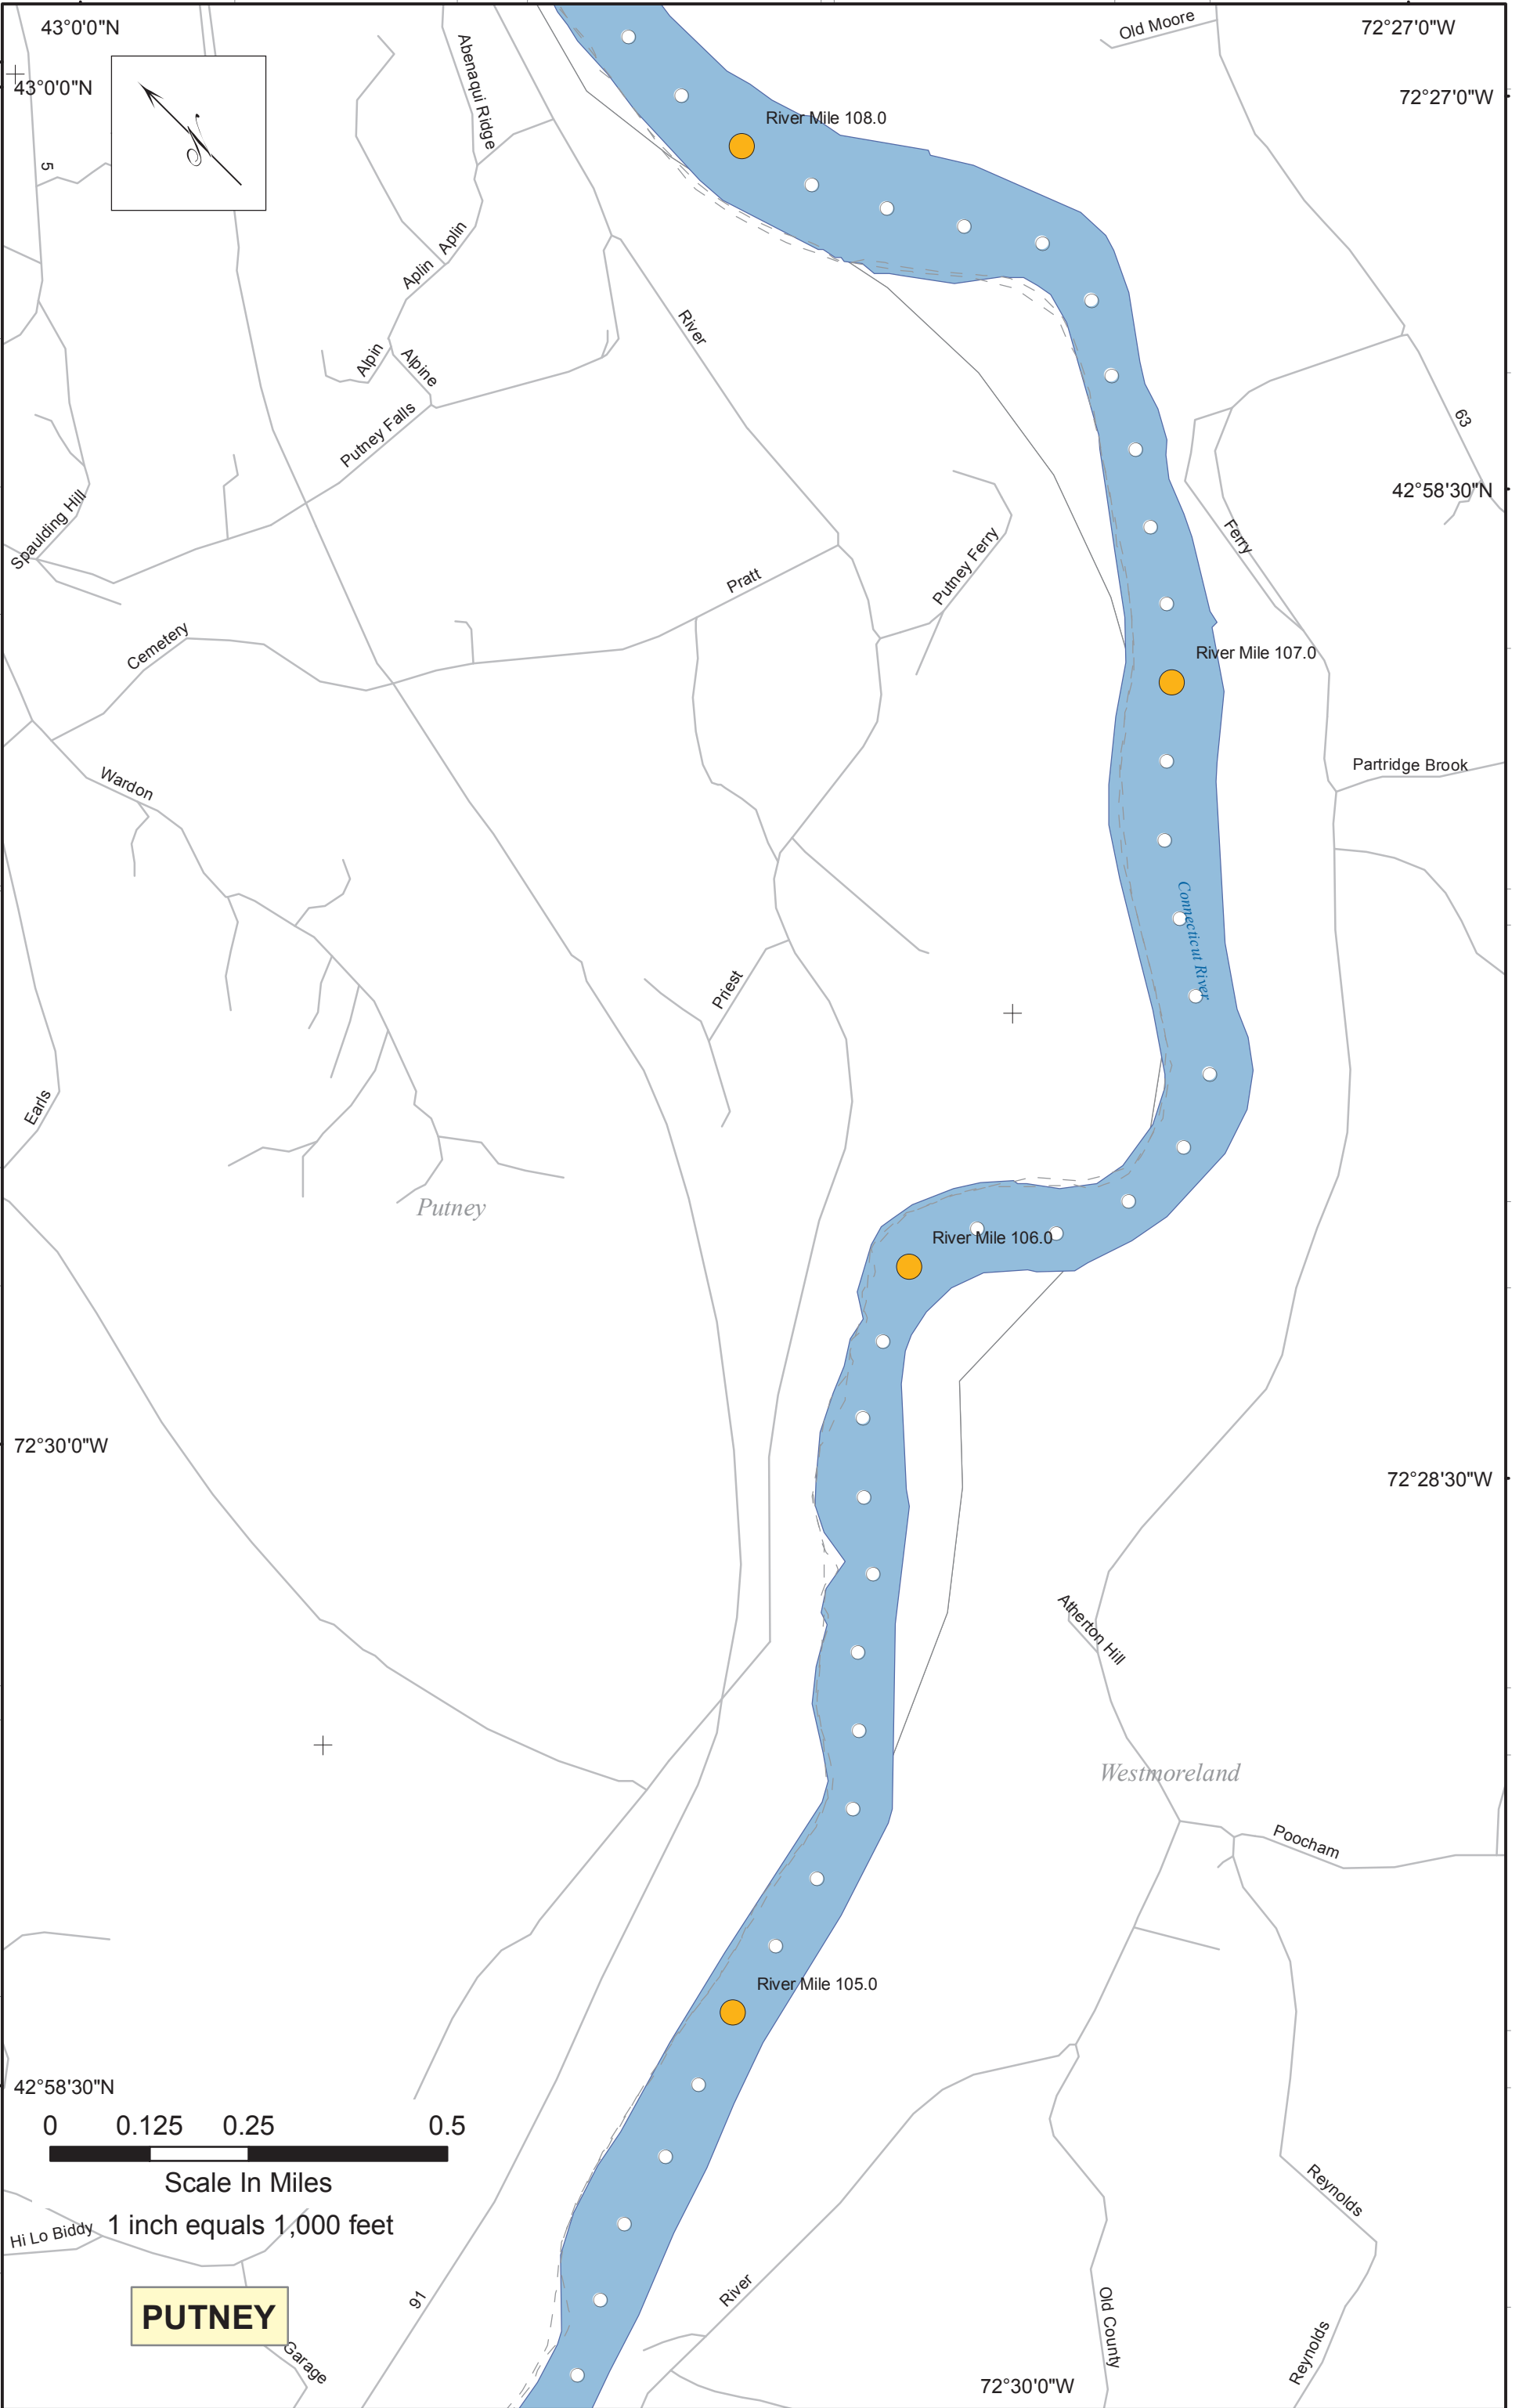 43°0'0"N
72°27'0"W
Old Moore
43°0'0"N
72°27'0"W
N
Abenaqui Ridge
River Mile 108.0
5
Aplin
Aplin
River
Alpin
Alpine
63
Putney Falls
42°58'30"N
Spaulding Hill
Ferry
Putney Ferry
Pratt
Cemetery
River Mile 107.0
Partridge Brook
Wardon
Connecticut River
Priest
Earls
Putney
River Mile 106.0
72°30'0"W
72°28'30"W
Atherton Hill
Westmoreland
Poocham
River Mile 105.0
42°58'30"N
0 0.125 0.25 0.5
Scale In Miles
Reynolds
1 inch equals 1,000 feet
Hi Lo Biddy
91
River
PUTNEY
Old County
Garage
Reynolds
72°30'0"W